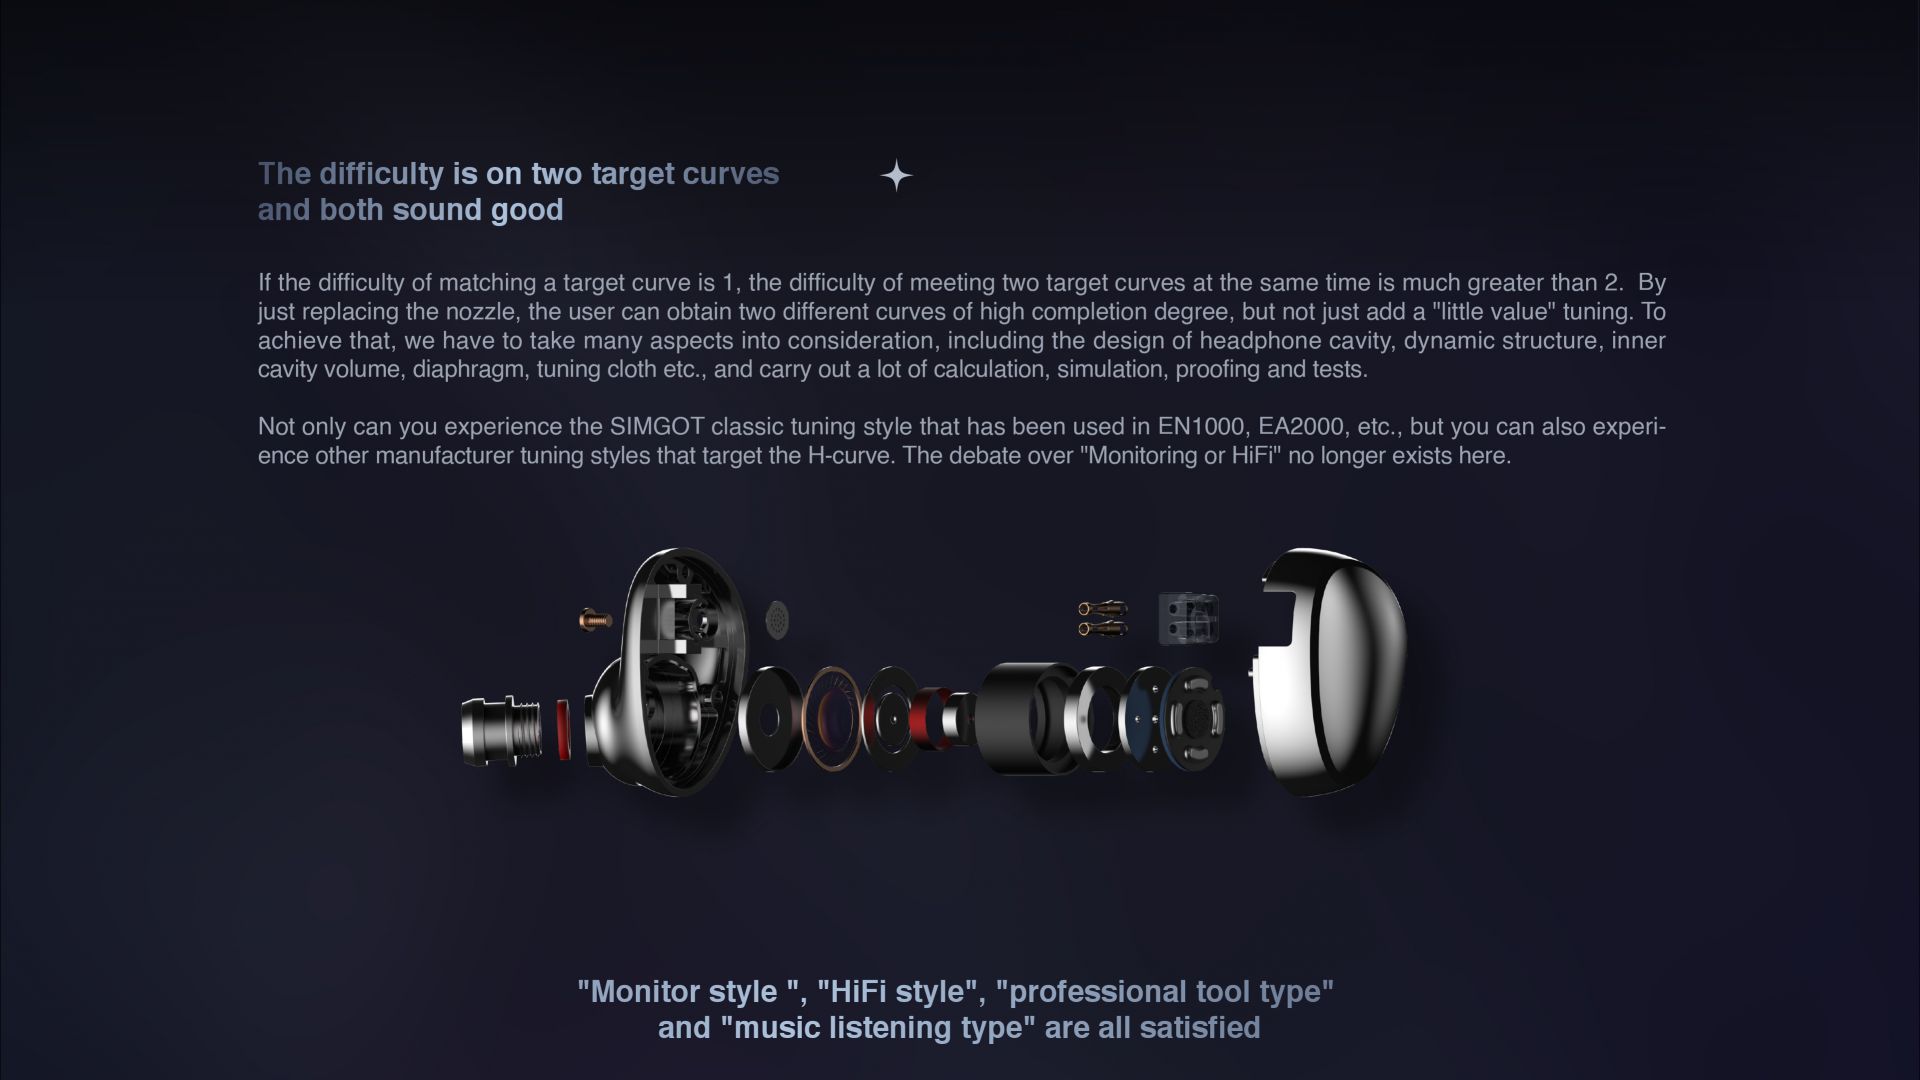 The difficulty is on two target curves
and both sound good
If the difficulty of matching a target curve is 1, the difficulty of meeting two target curves at the same time is much greater than 2.  By
just replacing the nozzle, the user can obtain two different curves of high completion degree, but not just add a "little value" tuning. To
achieve that, we have to take many aspects into consideration, including the design of headphone cavity, dynamic structure, inner
cavity volume, diaphragm, tuning cloth etc., and carry out a lot of calculation, simulation, proofing and tests.
Not only can you experience the SIMGOT classic tuning style that has been used in EN1000, EA2000, etc., but you can also experi-
ence other manufacturer tuning styles that target the H-curve. The debate over "Monitoring or HiFi" no longer exists here.
"Monitor style ", "HiFi style", "professional tool type"
and "music listening type" are all satisfied